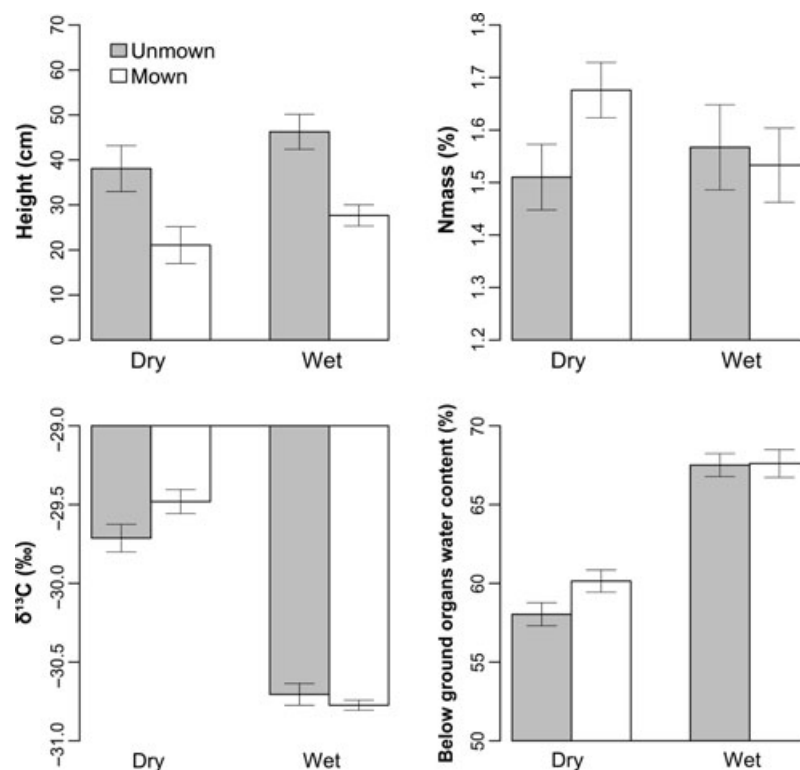 Height (cm)
70
60
50
40
30
20
10
0
Unmown
Mown
Dry
Wet
Nmass (%)
1.8
1.7
1.6
1.5
1.4
1.3
1.2
Dry
Wet
δ¹³C (‰)
−29.0
−29.5
−30.0
−30.5
−31.0
Dry
Wet
Below ground organs water content (%)
70
65
60
55
50
Dry
Wet